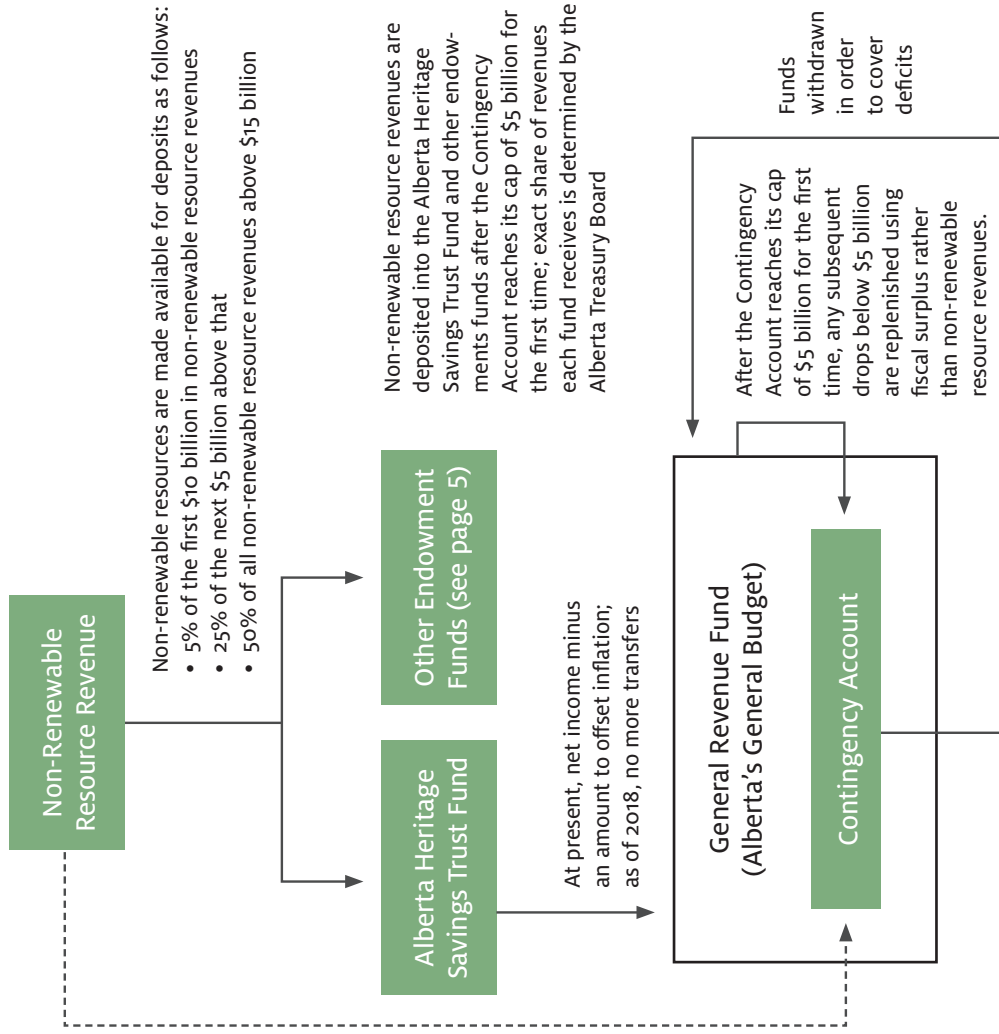 Non-Renewable
Resource Revenue
Non-renewable resources are made available for deposits as follows:
• 5% of the first $10 billion in non-renewable resource revenues
• 25% of the next $5 billion above that
• 50% of all non-renewable resource revenues above $15 billion
Alberta Heritage
Savings Trust Fund
Other Endowment
Funds (see page 5)
Non-renewable resource revenues are
deposited into the Alberta Heritage
Savings Trust Fund and other endow-
ments funds after the Contingency
Account reaches its cap of $5 billion for
the first time; exact share of revenues
each fund receives is determined by the
Alberta Treasury Board
At present, net income minus
an amount to offset inflation;
as of 2018, no more transfers
General Revenue Fund
(Alberta’s General Budget)
Contingency Account
After the Contingency
Account reaches its cap
of $5 billion for the first
time, any subsequent
drops below $5 billion
are replenished using
fiscal surplus rather
than non-renewable
resource revenues.
Funds
withdrawn
in order
to cover
deficits